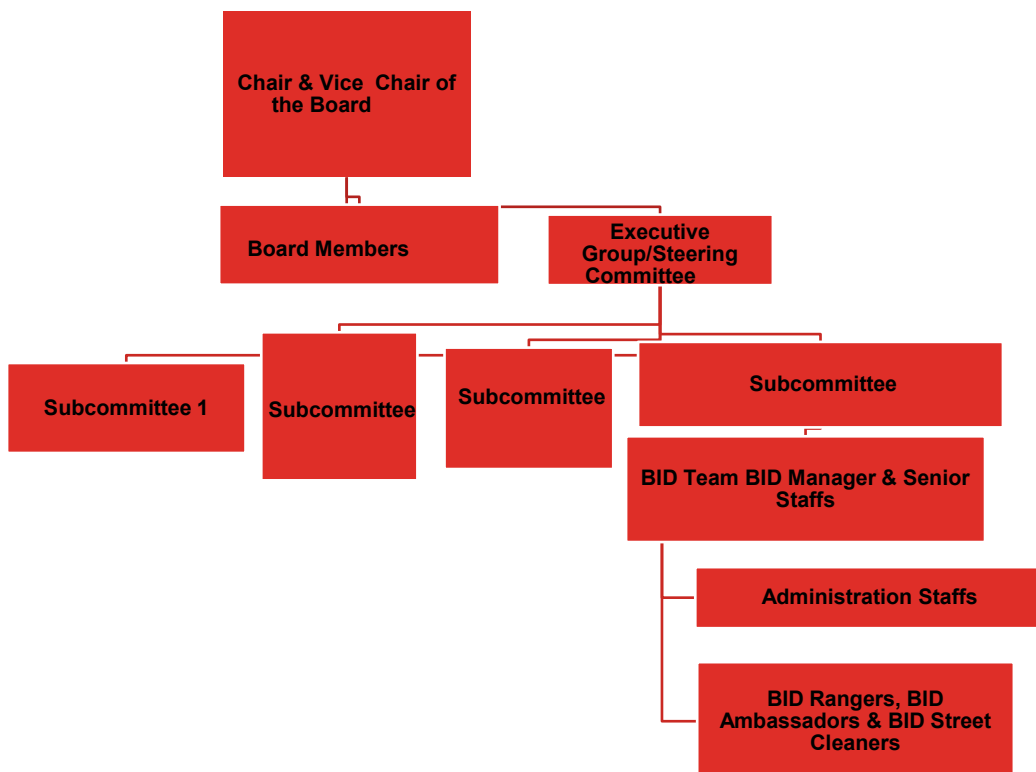 Chair & Vice Chair of
the Board
Board Members
Executive
Group/Steering
Committee
Subcommittee 1
Subcommittee
Subcommittee
Subcommittee
BID Team BID Manager & Senior
Staffs
Administration Staffs
BID Rangers, BID
Ambassadors & BID Street
Cleaners